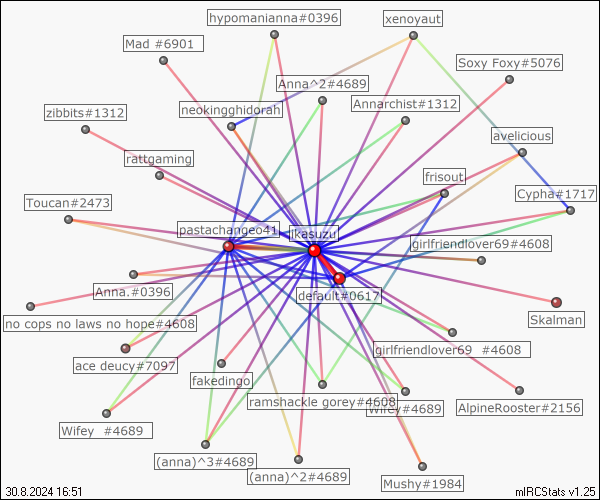 hypomanianna#0396
xenoyaut
Mad #6901
Soxy Foxy#5076
Anna^2#4689
neokingghidorah
Annarchist#1312
zibbits#1312
avelicious
rattgaming
frisout
Cypha#1717
Toucan#2473
pastachangeo41
ikasuzu
girlfriendlover69#4608
Anna.#0396
default#0617
no cops no laws no hope#4608
Skalman
girlfriendlover69 #4608
ace deucy#7097
fakedingo
ramshackle gorey#4608
Wifey#4689
AlpineRooster#2156
Wifey #4689
(anna)^3#4689
(anna)^2#4689
Mushy#1984
30.8.2024 16:51
mIRCStats v1.25